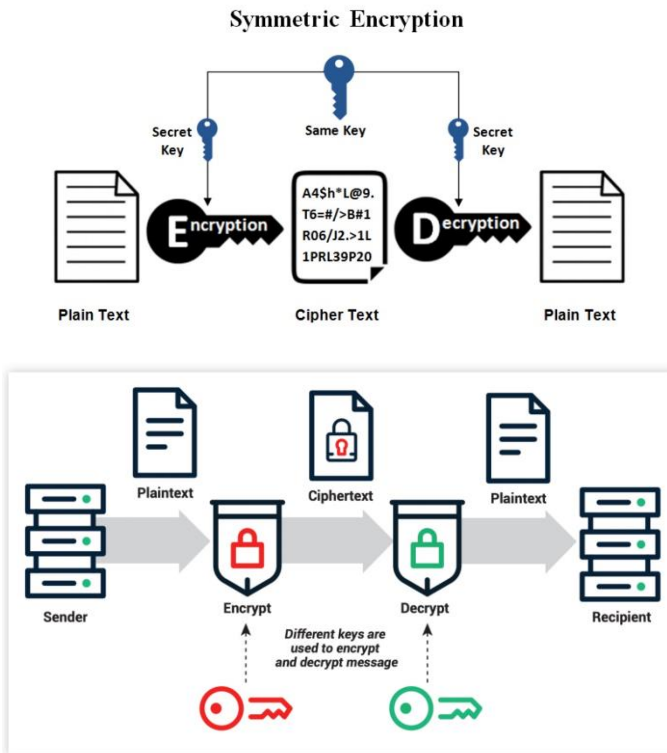 Symmetric Encryption
Secret
Key
Same Key
Secret
Key
Encryption
A4$h*L@9.
T6=#/>B#1
R06/J2.>1L
1PRL39P20
Decryption
Plain Text
Cipher Text
Plain Text
Plaintext
Ciphertext
Plaintext
Sender
Encrypt
Decrypt
Recipient
Different keys are
used to encrypt
and decrypt message